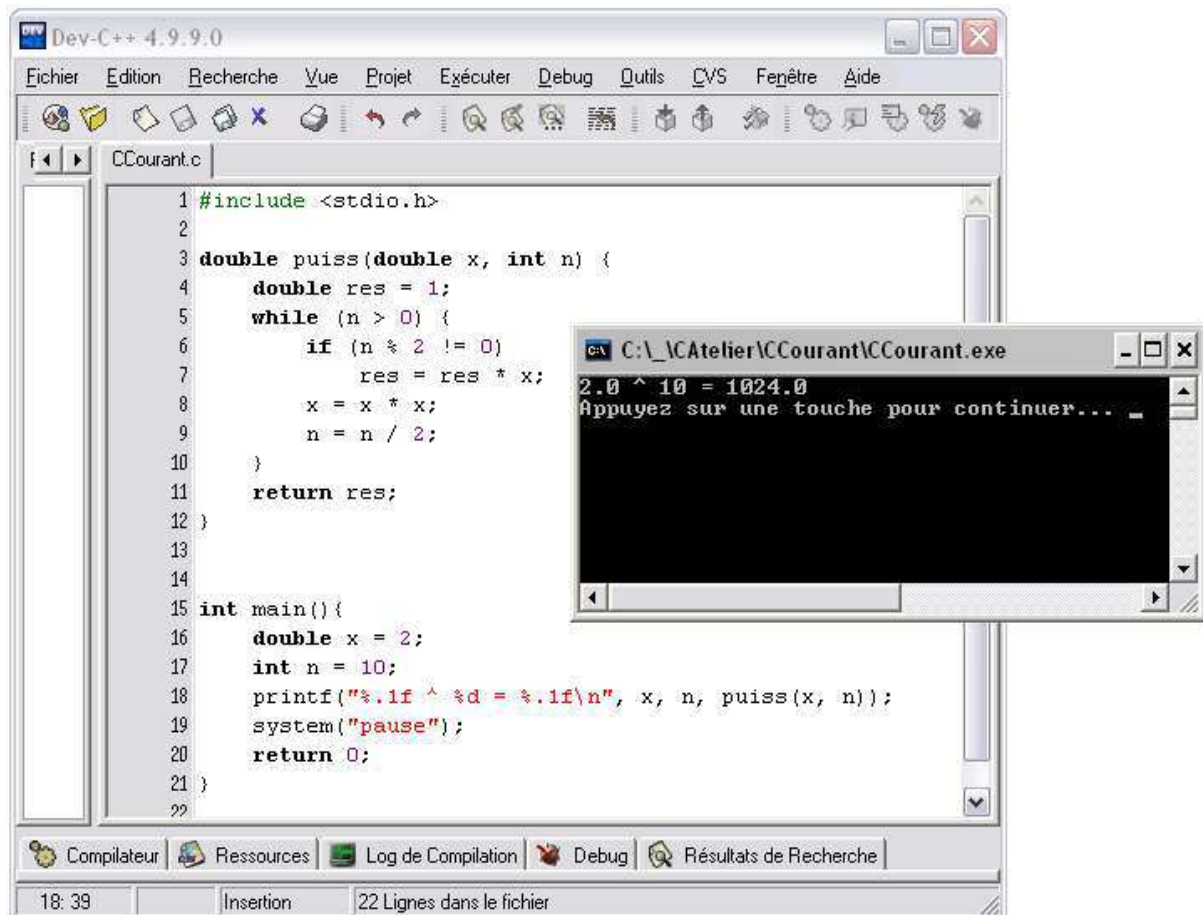 Dev-C++ 4.9.9.0
Fichier Edition Recherche Vue Projet Exécuter Debug Outils CVS Fenêtre Aide
CCourant.c
1 #include <stdio.h>
2
3 double puiss(double x, int n) {
4     double res = 1;
5     while (n > 0) {
6         if (n % 2 != 0)
7             res = res * x;
8         x = x * x;
9         n = n / 2;
10     }
11     return res;
12 }
13
14
15 int main(){
16     double x = 2;
17     int n = 10;
18     printf("%.1f ^ %d = %.1f\n", x, n, puiss(x, n));
19     system("pause");
20     return 0;
21 }
22
C:\_\CAtelier\CCourant\CCourant.exe
2.0 ^ 10 = 1024.0
Appuyez sur une touche pour continuer... _
Compilateur Ressources Log de Compilation Debug Résultats de Recherche
18: 39 Insertion 22 Lignes dans le fichier